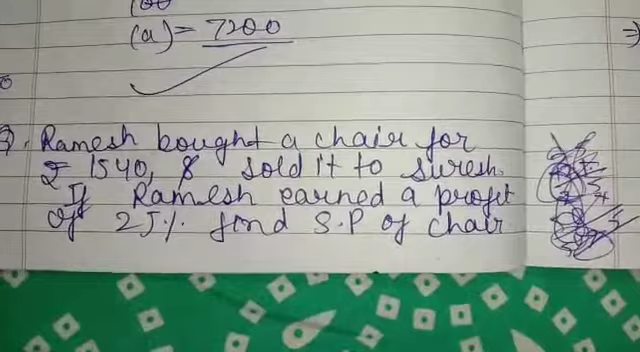 100
(a) = 7200
Q. Ramesh bought a chair for
₹ 1540, & sold it to suresh.
If Ramesh earned a profit
of 25%. find S.P of chair